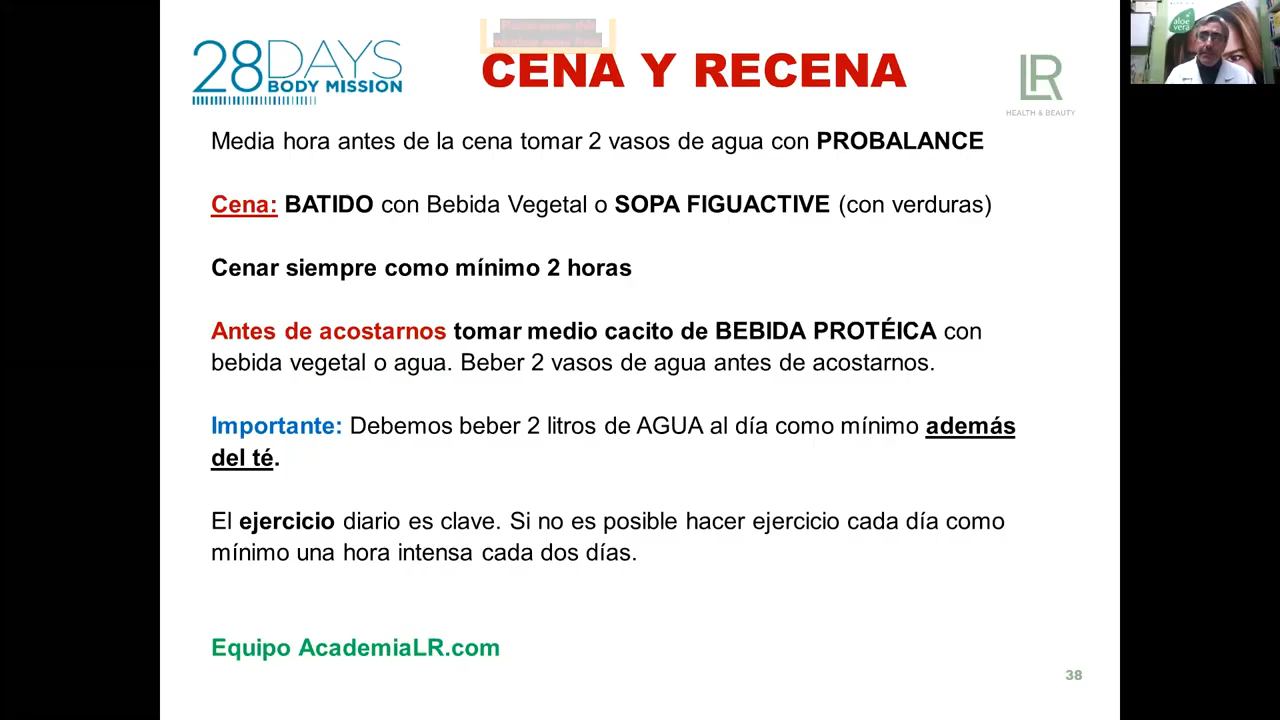 28DAYS
BODY MISSION
CENA Y RECENA
LR
HEALTH & BEAUTY
aloe
vera
Media hora antes de la cena tomar 2 vasos de agua con PROBALANCE
Cena: BATIDO con Bebida Vegetal o SOPA FIGUACTIVE (con verduras)
Cenar siempre como mínimo 2 horas
Antes de acostarnos tomar medio cacito de BEBIDA PROTÉICA con
bebida vegetal o agua. Beber 2 vasos de agua antes de acostarnos.
Importante: Debemos beber 2 litros de AGUA al día como mínimo además
del té.
El ejercicio diario es clave. Si no es posible hacer ejercicio cada día como
mínimo una hora intensa cada dos días.
Equipo AcademiaLR.com
38